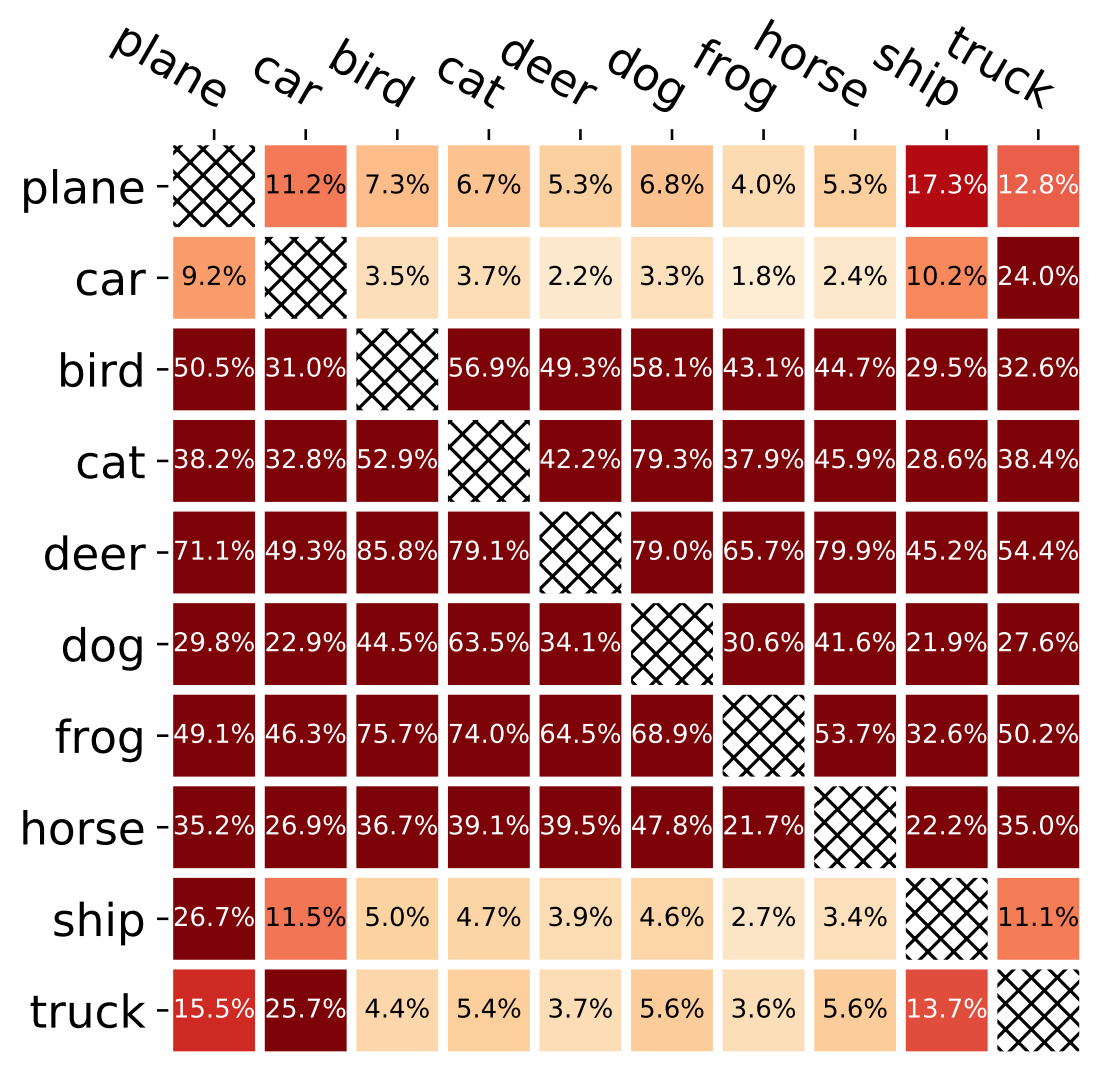 plane car bird cat deer dog frog horse ship truck
plane 11.2% 7.3% 6.7% 5.3% 6.8% 4.0% 5.3% 17.3% 12.8%
car 9.2% 3.5% 3.7% 2.2% 3.3% 1.8% 2.4% 10.2% 24.0%
bird 50.5% 31.0% 56.9% 49.3% 58.1% 43.1% 44.7% 29.5% 32.6%
cat 38.2% 32.8% 52.9% 42.2% 79.3% 37.9% 45.9% 28.6% 38.4%
deer 71.1% 49.3% 85.8% 79.1% 79.0% 65.7% 79.9% 45.2% 54.4%
dog 29.8% 22.9% 44.5% 63.5% 34.1% 30.6% 41.6% 21.9% 27.6%
frog 49.1% 46.3% 75.7% 74.0% 64.5% 68.9% 53.7% 32.6% 50.2%
horse 35.2% 26.9% 36.7% 39.1% 39.5% 47.8% 21.7% 22.2% 35.0%
ship 26.7% 11.5% 5.0% 4.7% 3.9% 4.6% 2.7% 3.4% 11.1%
truck 15.5% 25.7% 4.4% 5.4% 3.7% 5.6% 3.6% 5.6% 13.7%